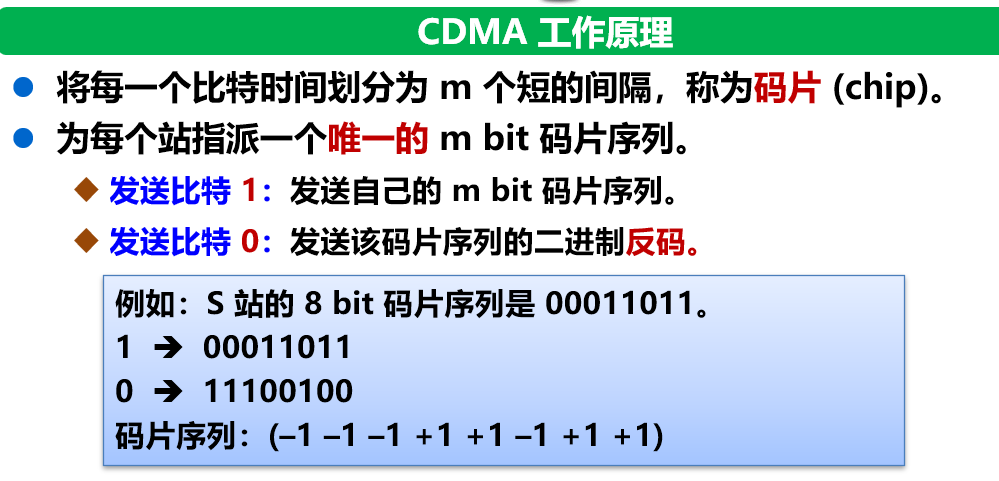 CDMA 工作原理
将每一个比特时间划分为 m 个短的间隔，称为码片 (chip)。
为每个站指派一个唯一的 m bit 码片序列。
发送比特 1：发送自己的 m bit 码片序列。
发送比特 0：发送该码片序列的二进制反码。
例如：S 站的 8 bit 码片序列是 00011011。
1 ➔ 00011011
0 ➔ 11100100
码片序列：(–1 –1 –1 +1 +1 –1 +1 +1)